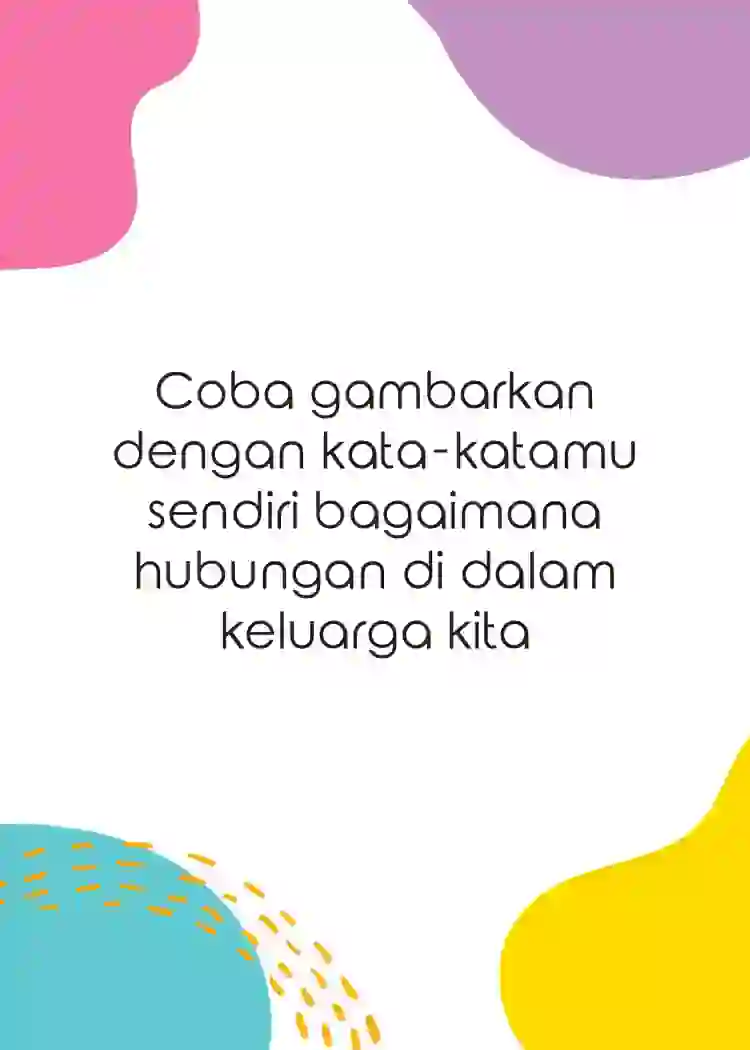 Coba gambarkan
dengan kata-katamu
sendiri bagaimana
hubungan di dalam
keluarga kita